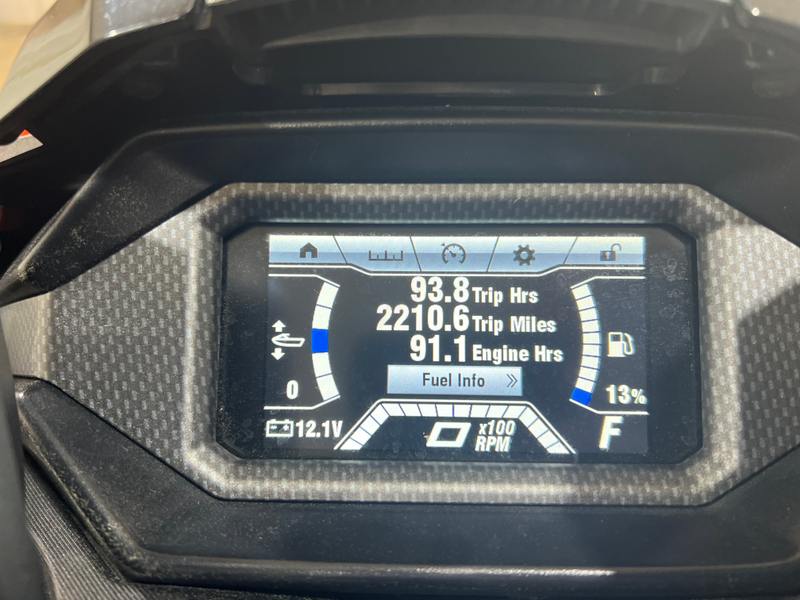 93.8 Trip Hrs
2210.6 Trip Miles
91.1 Engine Hrs
Fuel Info »
0
13%
12.1V
0 x100 RPM
F